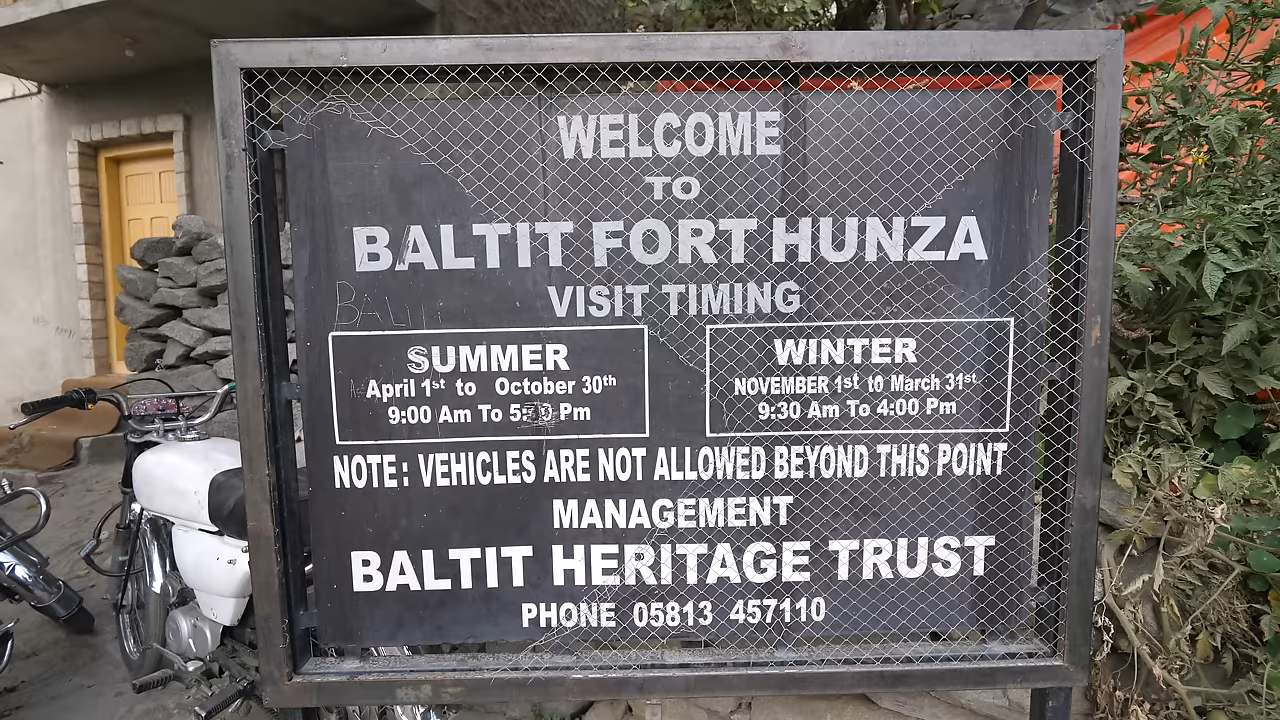 WELCOME
TO
BALTIT FORT HUNZA
VISIT TIMING
SUMMER
April 1st to October 30th
9:00 Am To Pm
WINTER
NOVEMBER 1st to March 31st
9:30 Am To 4:00 Pm
NOTE: VEHICLES ARE NOT ALLOWED BEYOND THIS POINT
MANAGEMENT
BALTIT HERITAGE TRUST
PHONE 05813 457110